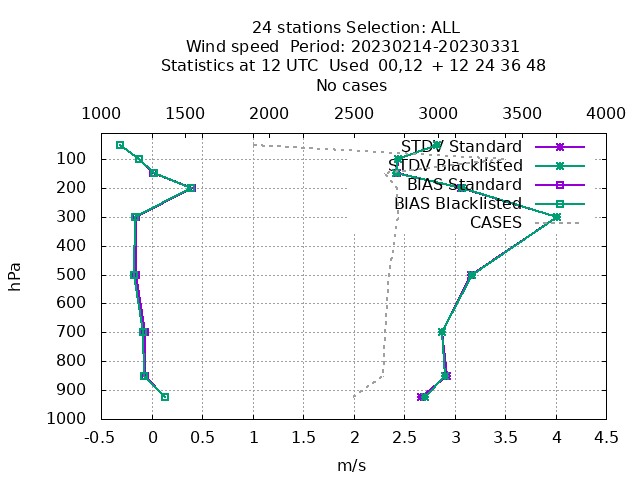 24 stations Selection: ALL
Wind speed  Period: 20230214-20230331
Statistics at 12 UTC  Used  00,12  + 12 24 36 48
No cases
1000 1500 2000 2500 3000 3500 4000
STDV Standard
STDV Blacklisted
BIAS Standard
BIAS Blacklisted
CASES
100
200
300
400
500
600
700
800
900
1000
hPa
-0.5 0 0.5 1 1.5 2 2.5 3 3.5 4 4.5
m/s